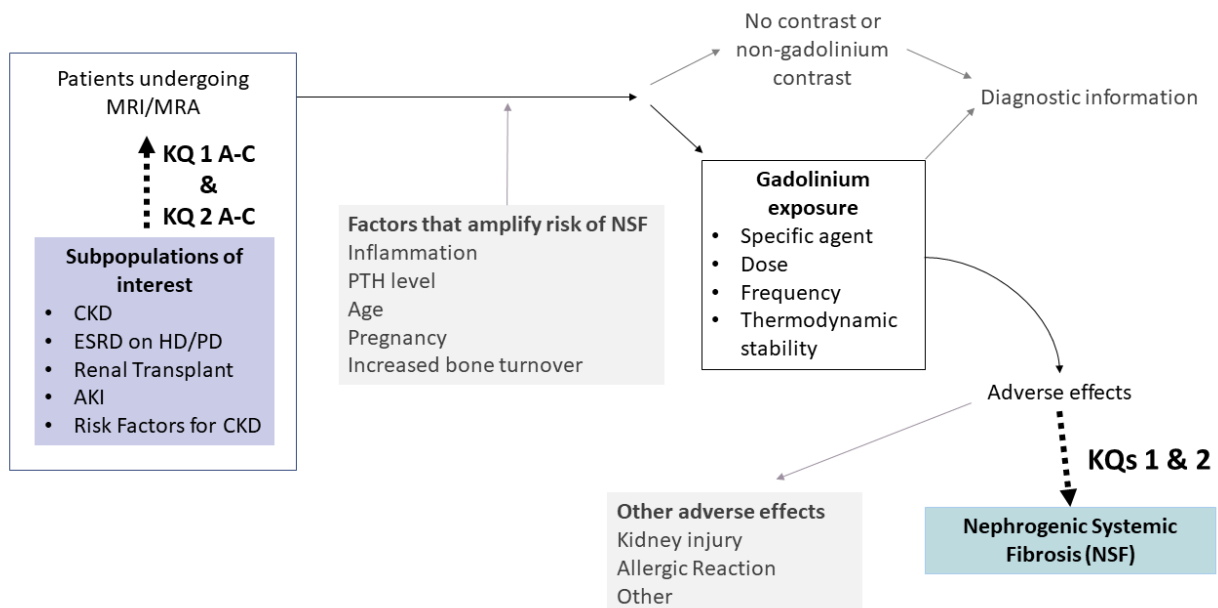 Patients undergoing
MRI/MRA
KQ 1 A-C
&
KQ 2 A-C
Subpopulations of
interest
• CKD
• ESRD on HD/PD
• Renal Transplant
• AKI
• Risk Factors for CKD
Factors that amplify risk of NSF
Inflammation
PTH level
Age
Pregnancy
Increased bone turnover
No contrast or
non-gadolinium
contrast
Diagnostic information
Gadolinium
exposure
• Specific agent
• Dose
• Frequency
• Thermodynamic
stability
Adverse effects
KQs 1 & 2
Other adverse effects
Kidney injury
Allergic Reaction
Other
Nephrogenic Systemic
Fibrosis (NSF)